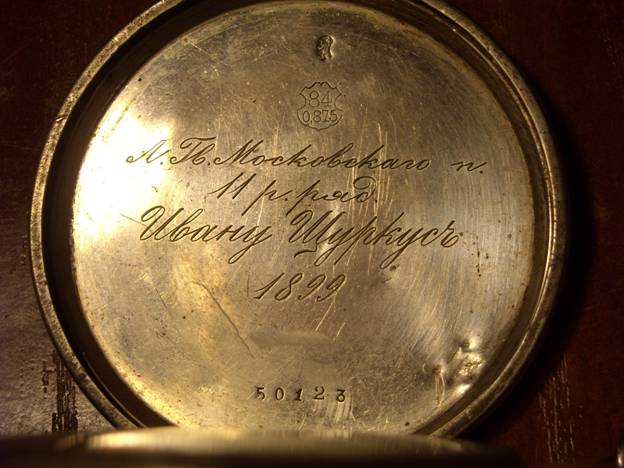 84
0,875
Л. Гв. Московскаго п.
11 р. ряд.
Ивану Щуркусъ
1899
50123